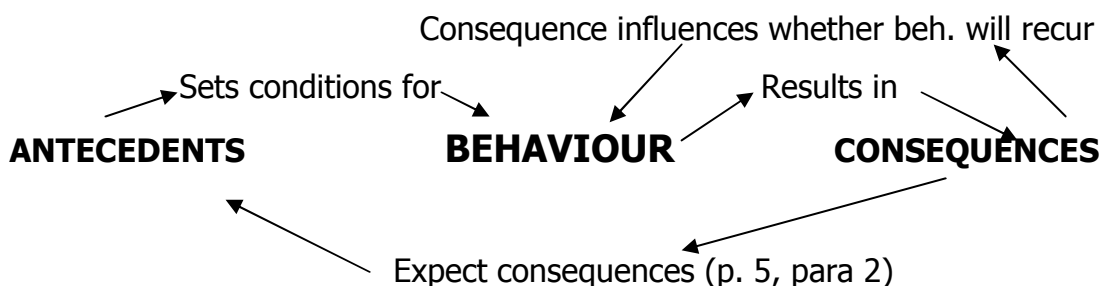 Consequence influences whether beh. will recur
Sets conditions for Results in
ANTECEDENTS BEHAVIOUR CONSEQUENCES
Expect consequences (p. 5, para 2)